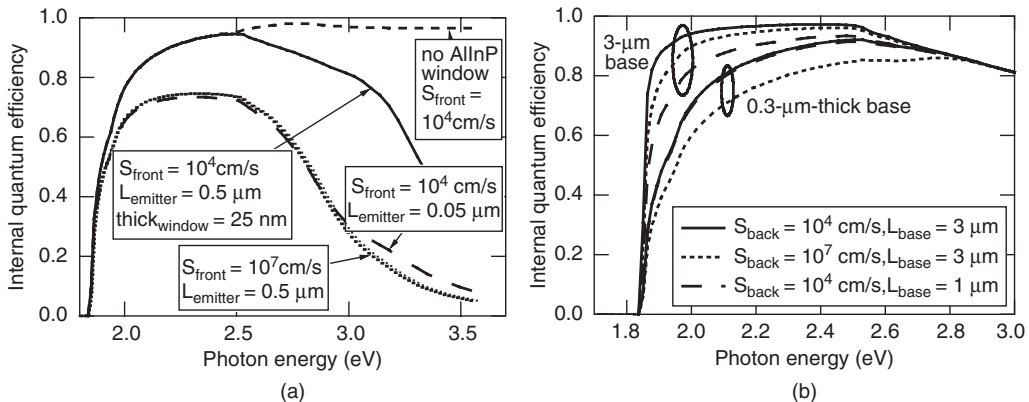 Internal quantum efficiency
1.0
0.8
0.6
0.4
0.2
0.0
no AlInP
window
S_front =
10^4cm/s
S_front = 10^4cm/s
L_emitter = 0.5 μm
thick_window = 25 nm
S_front = 10^4 cm/s
L_emitter = 0.05 μm
S_front = 10^7cm/s
L_emitter = 0.5 μm
2.0 2.5 3.0 3.5
Photon energy (eV)
(a)
Internal quantum efficiency
1.0
0.8
0.6
0.4
0.2
0.0
3-μm
base
0.3-μm-thick base
S_back = 10^4 cm/s,L_base = 3 μm
S_back = 10^7 cm/s,L_base = 3 μm
S_back = 10^4 cm/s,L_base = 1 μm
1.8 2.0 2.2 2.4 2.6 2.8 3.0
Photon energy (eV)
(b)